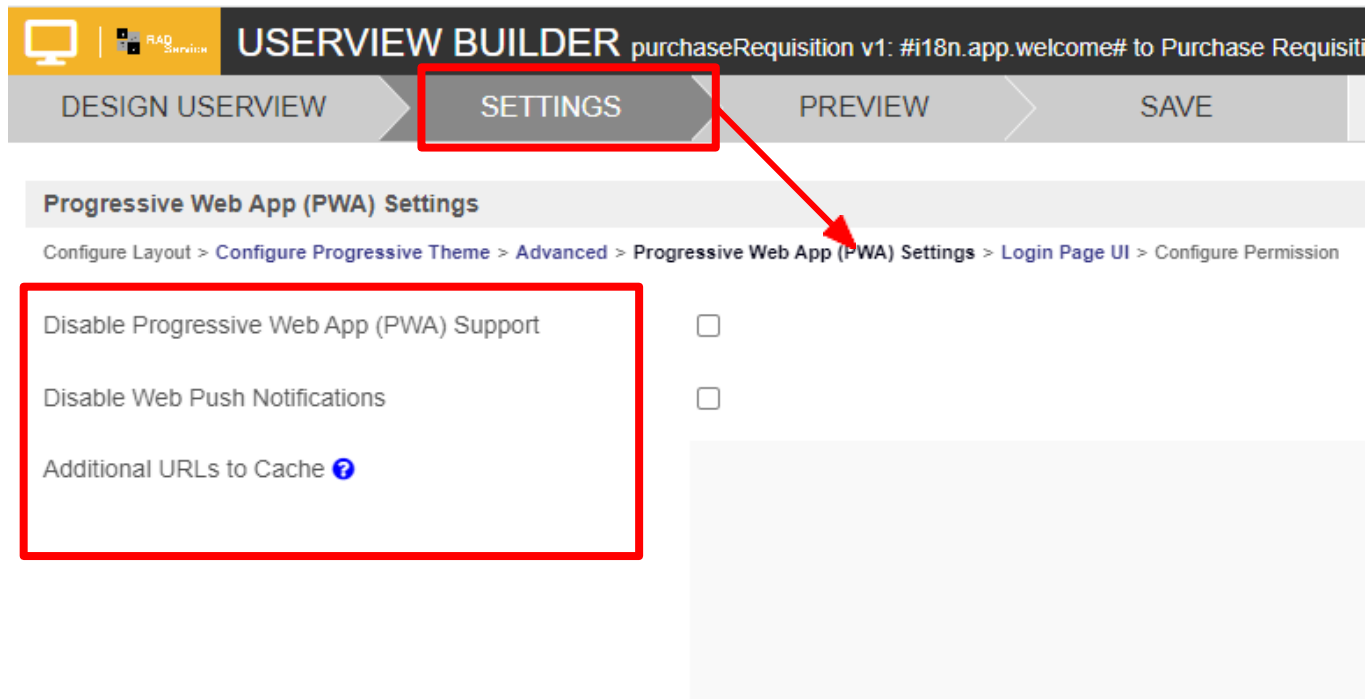 RAD Service
USERVIEW BUILDER purchaseRequisition v1: #i18n.app.welcome# to Purchase Requisiti
DESIGN USERVIEW SETTINGS PREVIEW SAVE
Progressive Web App (PWA) Settings
Configure Layout > Configure Progressive Theme > Advanced > Progressive Web App (PWA) Settings > Login Page UI > Configure Permission
Disable Progressive Web App (PWA) Support
Disable Web Push Notifications
Additional URLs to Cache ?